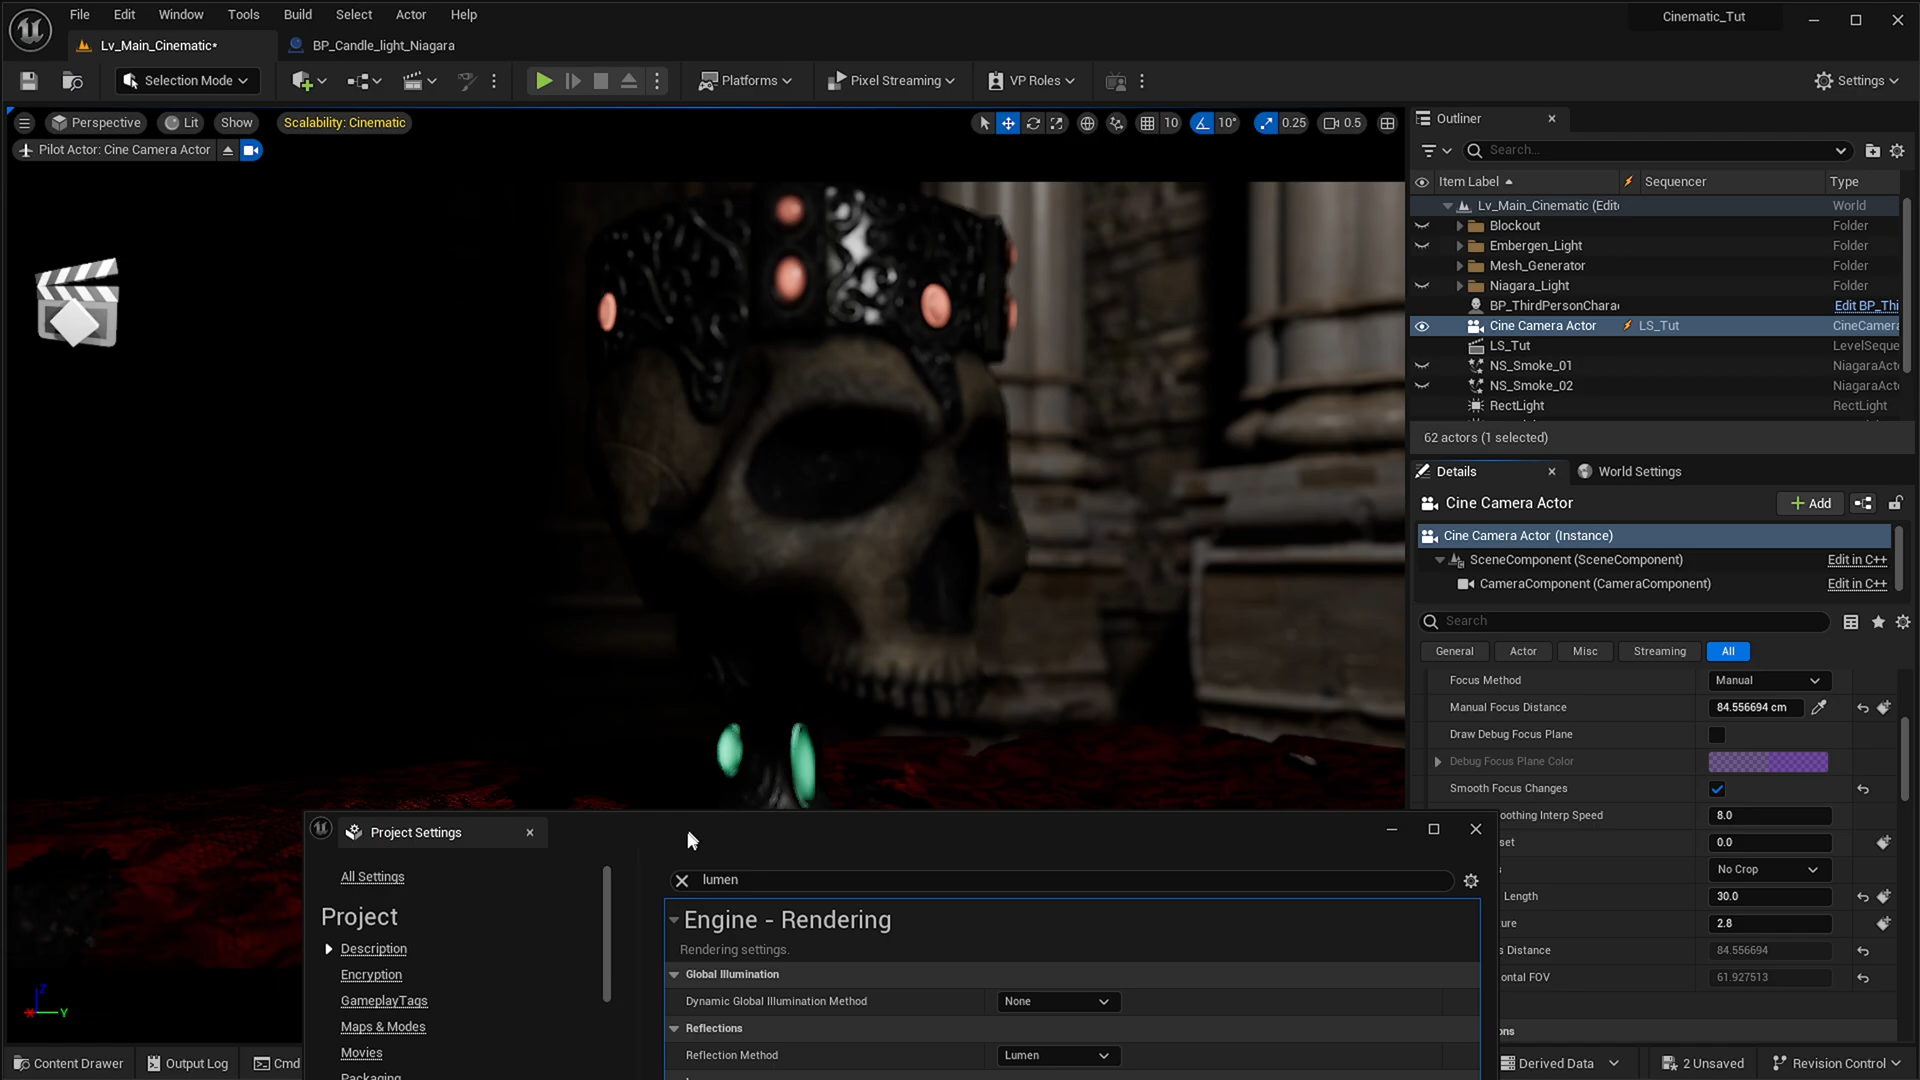 File Edit Window Tools Build Select Actor Help
Cinematic_Tut
Lv_Main_Cinematic*
BP_Candle_light_Niagara
Selection Mode
Platforms
Pixel Streaming
VP Roles
Settings
Perspective
Lit
Show
Scalability: Cinematic
10
10°
0.25
0.5
Pilot Actor: Cine Camera Actor
Outliner
Search...
Item Label
Sequencer
Type
Lv_Main_Cinematic (Edit
World
Blockout
Folder
Embergen_Light
Folder
Mesh_Generator
Folder
Niagara_Light
Folder
BP_ThirdPersonChara
Edit BP_Thi
Cine Camera Actor
LS_Tut
CineCamera
LS_Tut
LevelSeque
NS_Smoke_01
NiagaraAct
NS_Smoke_02
NiagaraAct
RectLight
RectLight
62 actors (1 selected)
Details
World Settings
Cine Camera Actor
Add
Cine Camera Actor (Instance)
SceneComponent (SceneComponent)
Edit in C++
CameraComponent (CameraComponent)
Edit in C++
Search
General
Actor
Misc
Streaming
All
Focus Method
Manual
Manual Focus Distance
84.556694 cm
Draw Debug Focus Plane
Debug Focus Plane Color
Smooth Focus Changes
oothing Interp Speed
8.0
set
0.0
s
No Crop
Length
30.0
ure
2.8
s Distance
84.556694
ontal FOV
61.927513
ons
Z
Y
Project Settings
All Settings
Project
Description
Encryption
GameplayTags
Maps & Modes
Movies
Packaging
lumen
Engine - Rendering
Rendering settings.
Global Illumination
Dynamic Global Illumination Method
None
Reflections
Reflection Method
Lumen
Content Drawer
Output Log
Cmd
Derived Data
2 Unsaved
Revision Control